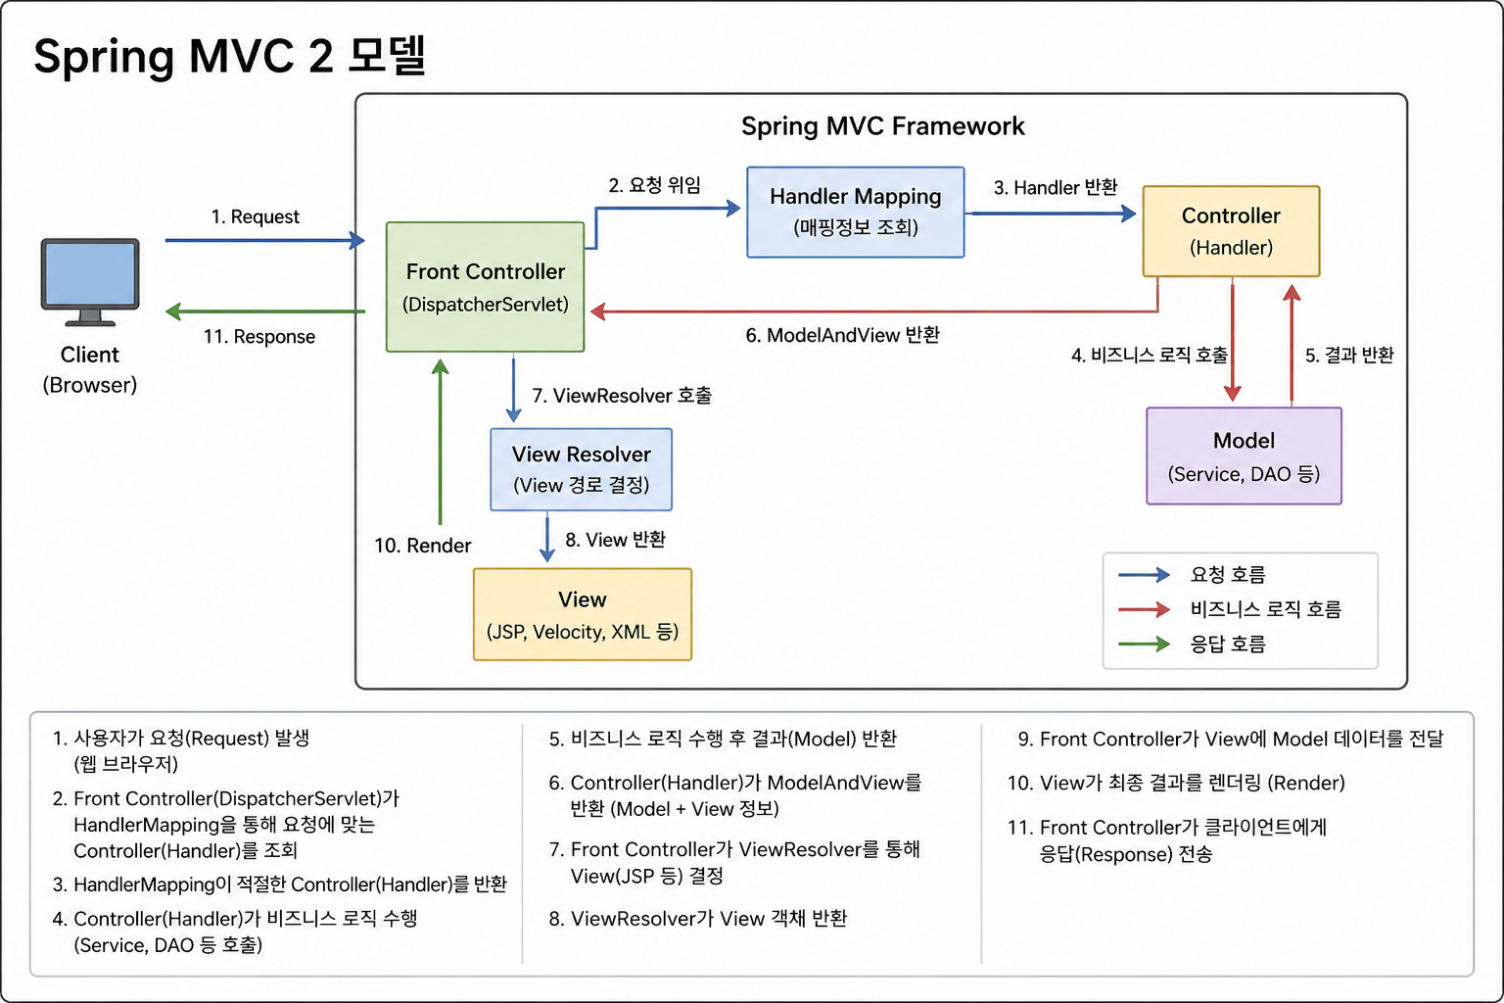 Spring MVC 2 모델
Spring MVC Framework
1. Request
11. Response
Client
(Browser)
Front Controller
(DispatcherServlet)
2. 요청 위임
Handler Mapping
(매핑정보 조회)
3. Handler 반환
Controller
(Handler)
6. ModelAndView 반환
4. 비즈니스 로직 호출
5. 결과 반환
Model
(Service, DAO 등)
7. ViewResolver 호출
View Resolver
(View 경로 결정)
8. View 반환
10. Render
View
(JSP, Velocity, XML 등)
요청 흐름
비즈니스 로직 흐름
응답 흐름
1. 사용자가 요청(Request) 발생
(웹 브라우저)
2. Front Controller(DispatcherServlet)가
HandlerMapping을 통해 요청에 맞는
Controller(Handler)를 조회
3. HandlerMapping이 적절한 Controller(Handler)를 반환
4. Controller(Handler)가 비즈니스 로직 수행
(Service, DAO 등 호출)
5. 비즈니스 로직 수행 후 결과(Model) 반환
6. Controller(Handler)가 ModelAndView를
반환 (Model + View 정보)
7. Front Controller가 ViewResolver를 통해
View(JSP 등) 결정
8. ViewResolver가 View 객채 반환
9. Front Controller가 View에 Model 데이터를 전달
10. View가 최종 결과를 렌더링 (Render)
11. Front Controller가 클라이언트에게
응답(Response) 전송